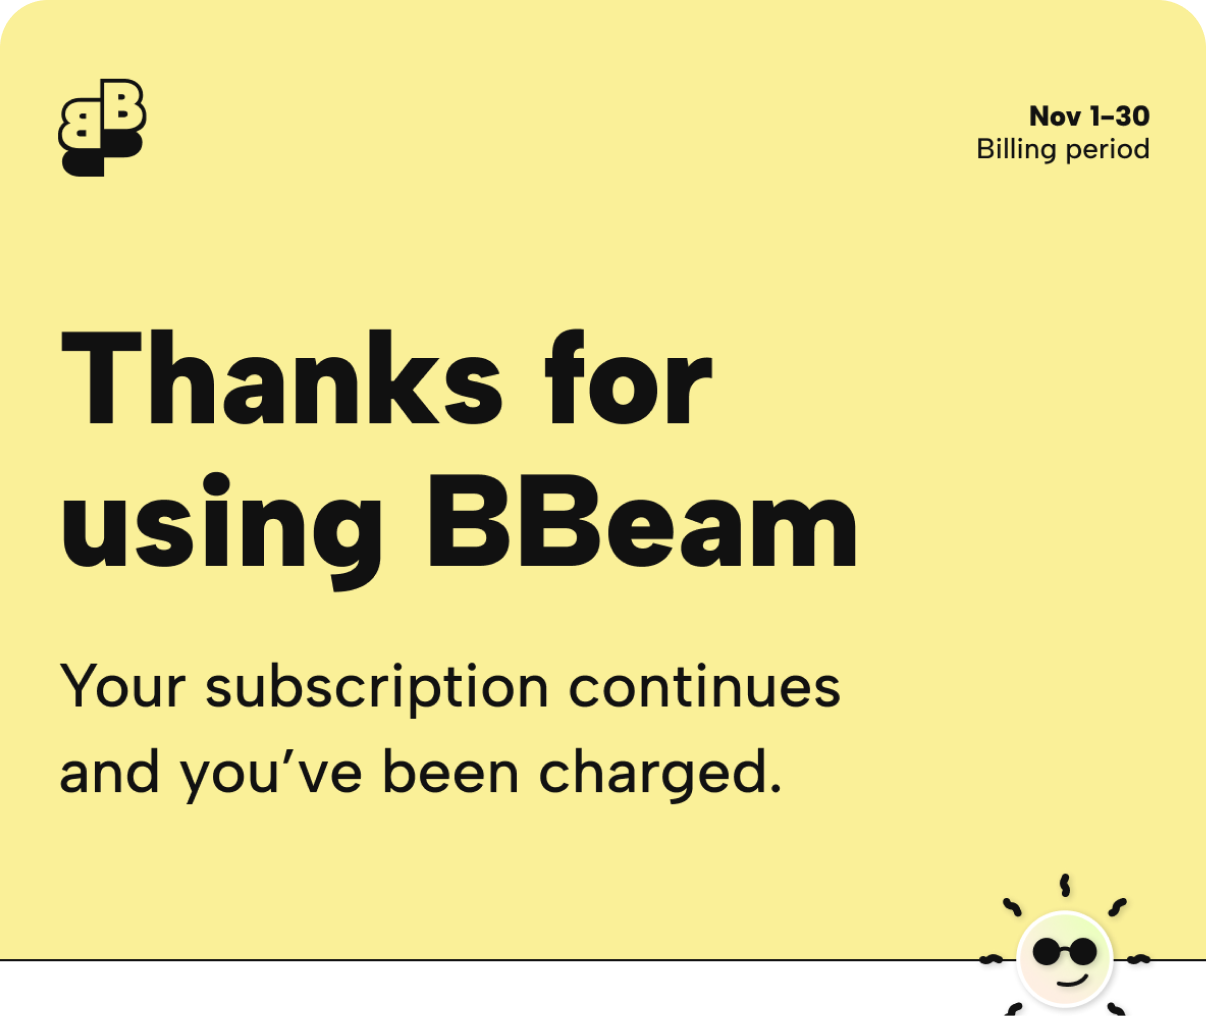 BB
Nov 1–30
Billing period
Thanks for
using BBeam
Your subscription continues
and you’ve been charged.